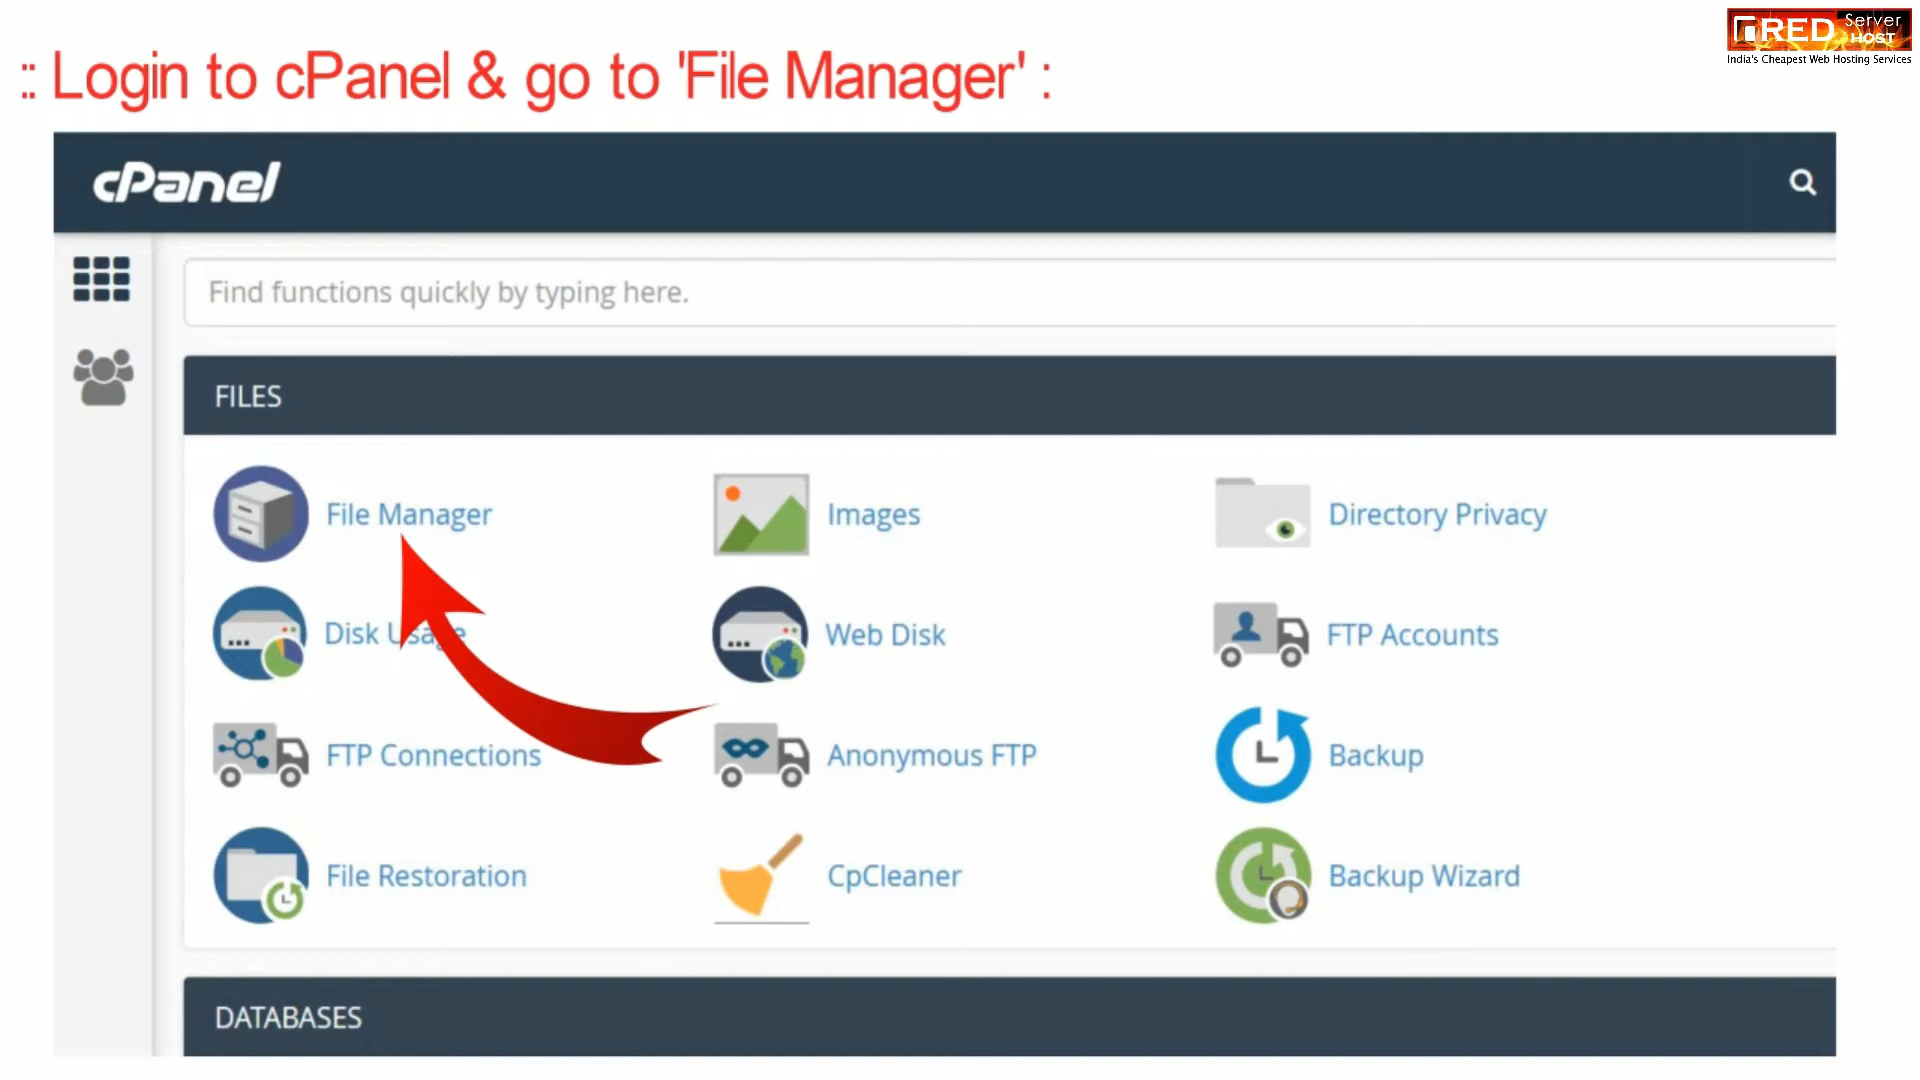 RED Server
HOST
India's Cheapest Web Hosting Services
:: Login to cPanel & go to 'File Manager' :
cPanel
Find functions quickly by typing here.
FILES
File Manager
Images
Directory Privacy
Disk Usage
Web Disk
FTP Accounts
FTP Connections
Anonymous FTP
Backup
File Restoration
CpCleaner
Backup Wizard
DATABASES